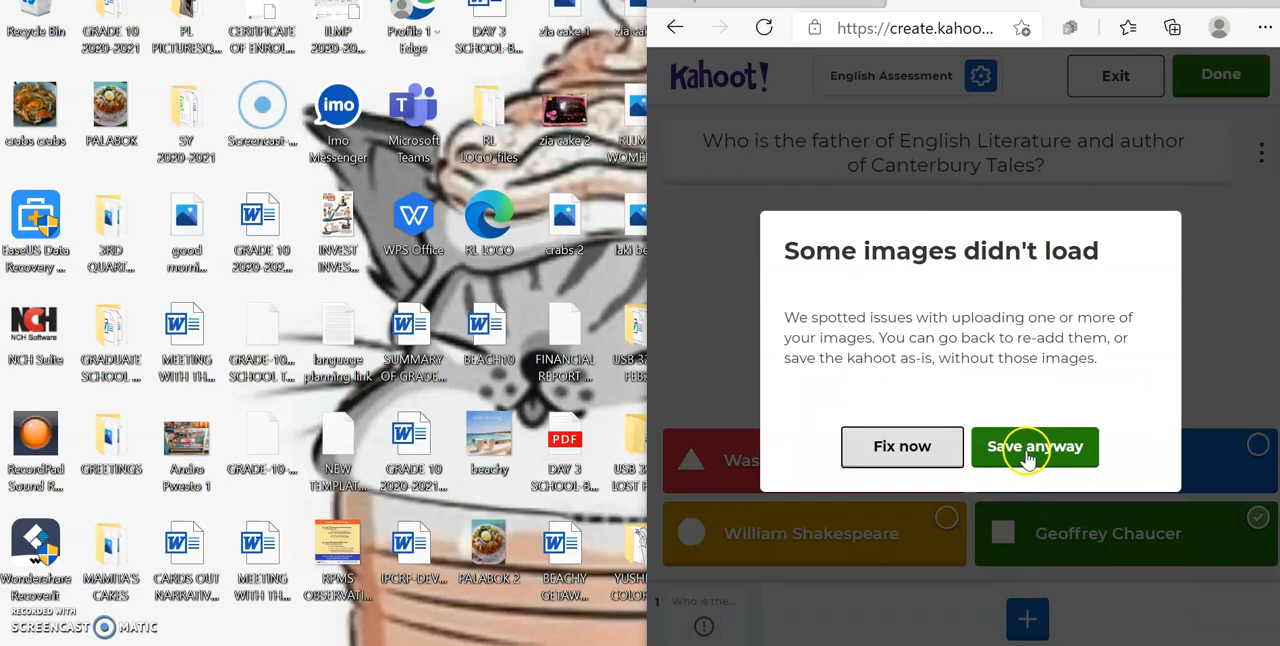 Recycle Bin
GRADE 10
2020-2021
PL
PICTURESQ...
CERTIFICATE
OF ENROL...
ILMP
2020-20...
Profile 1 -
Edge
DAY 3
SCHOOL-B...
zia cake 1
crabs crabs
PALABOK
SY
2020-2021
Screencast-...
imo
Imo
Messenger
Microsoft
Teams
RL
LOGO_files
zia cake 2
EaseUS Data
Recovery ...
3RD
QUART...
good
morni...
GRADE 10
2020-202...
INVEST
INVES...
WPS Office
RL LOGO
crabs 2
NCH
NCH Suite
GRADUATE
SCHOOL ...
MEETING
WITH TH...
GRADE-10...
SCHOOL T...
language
planning link
SUMMARY
OF GRADE...
BEACH10
FINANCIAL
REPORT ...
RecordPad
Sound R...
GREETINGS
Andro
Pwesto 1
GRADE-10-...
NEW
TEMPLAT...
GRADE 10
2020-2021...
beachy
PDF
DAY 3
SCHOOL-B...
Wondershare
Recoverit
MAMITA'S
CAKES
CARDS OUT
NARRATIV...
MEETING
WITH TH...
RPMS
OBSERVATI...
IPCRF-DEV...
PALABOK 2
BEACHY
GETAW...
RECORDED WITH
SCREENCAST MATIC
https://create.kahoo...
Kahoot!
English Assessment
Exit
Done
Who is the father of English Literature and author
of Canterbury Tales?
Some images didn't load
We spotted issues with uploading one or more of
your images. You can go back to re-add them, or
save the kahoot as-is, without those images.
Fix now
Save anyway
Was
William Shakespeare
Geoffrey Chaucer
1
Who is the...